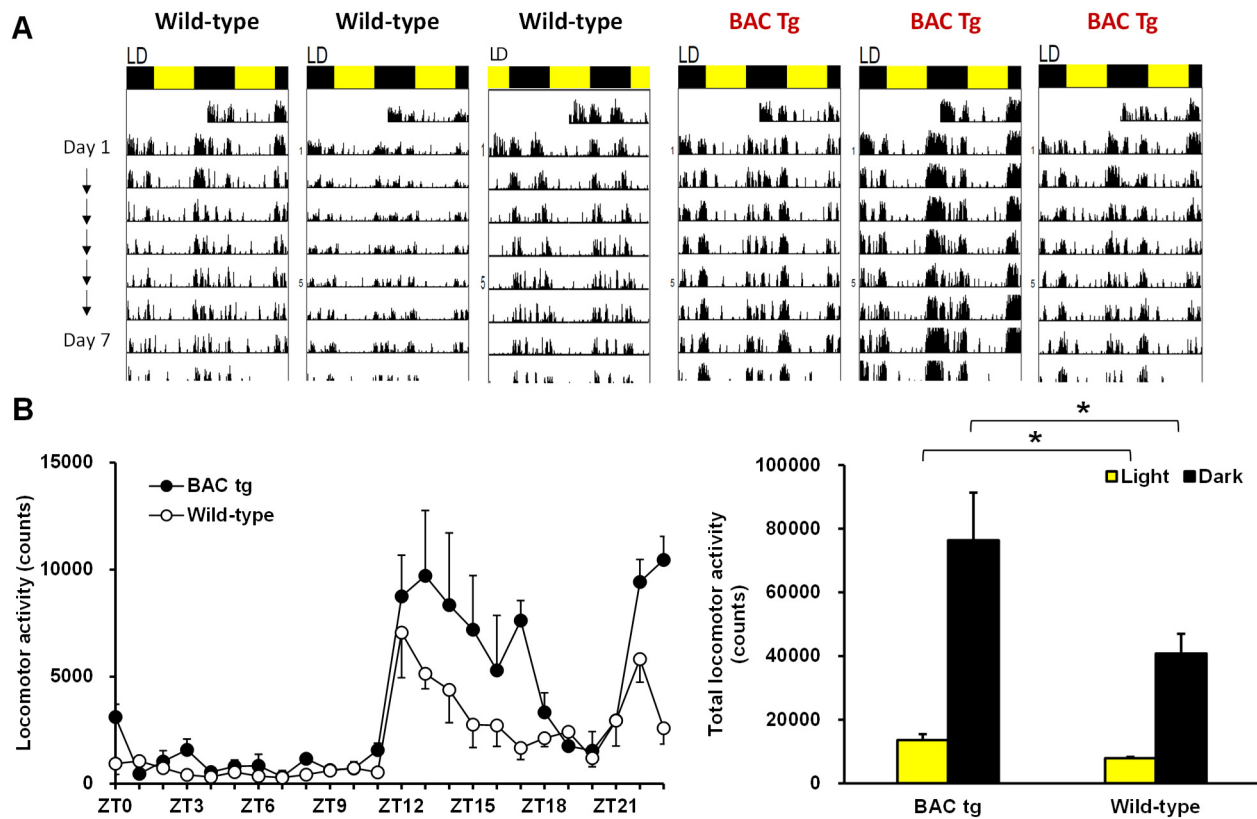 A
Wild-type Wild-type Wild-type BAC Tg BAC Tg BAC Tg
LD LD LD LD LD LD
Day 1 1 1 1 1 1
5 5 5 5 5
Day 7
B
15000
10000
5000
0
Locomotor activity (counts)
BAC tg
Wild-type
ZT0 ZT3 ZT6 ZT9 ZT12 ZT15 ZT18 ZT21
*
*
100000
80000
60000
40000
20000
0
Total locomotor activity
(counts)
Light Dark
BAC tg Wild-type